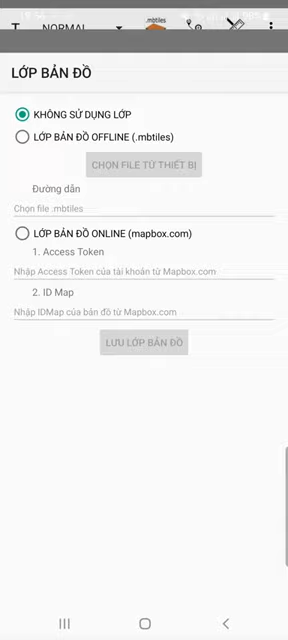 NORMAL
.mbtiles
LỚP BẢN ĐỒ
KHÔNG SỬ DỤNG LỚP
LỚP BẢN ĐỒ OFFLINE (.mbtiles)
CHỌN FILE TỪ THIẾT BỊ
Đường dẫn
Chọn file .mbtiles
LỚP BẢN ĐỒ ONLINE (mapbox.com)
1. Access Token
Nhập Access Token của tài khoản từ Mapbox.com
2. ID Map
Nhập IDMap của bản đồ từ Mapbox.com
LƯU LỚP BẢN ĐỒ